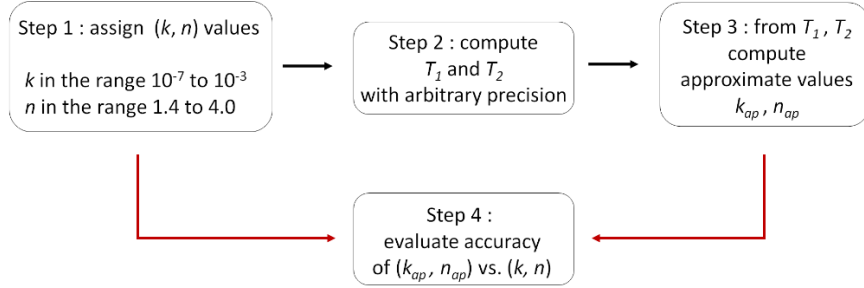 Step 1 : assign (k, n) values
k in the range 10⁻⁷ to 10⁻³
n in the range 1.4 to 4.0
Step 2 : compute
T₁ and T₂
with arbitrary precision
Step 3 : from T₁ , T₂
compute
approximate values
kₐₚ , nₐₚ
Step 4 :
evaluate accuracy
of (kₐₚ , nₐₚ) vs. (k, n)